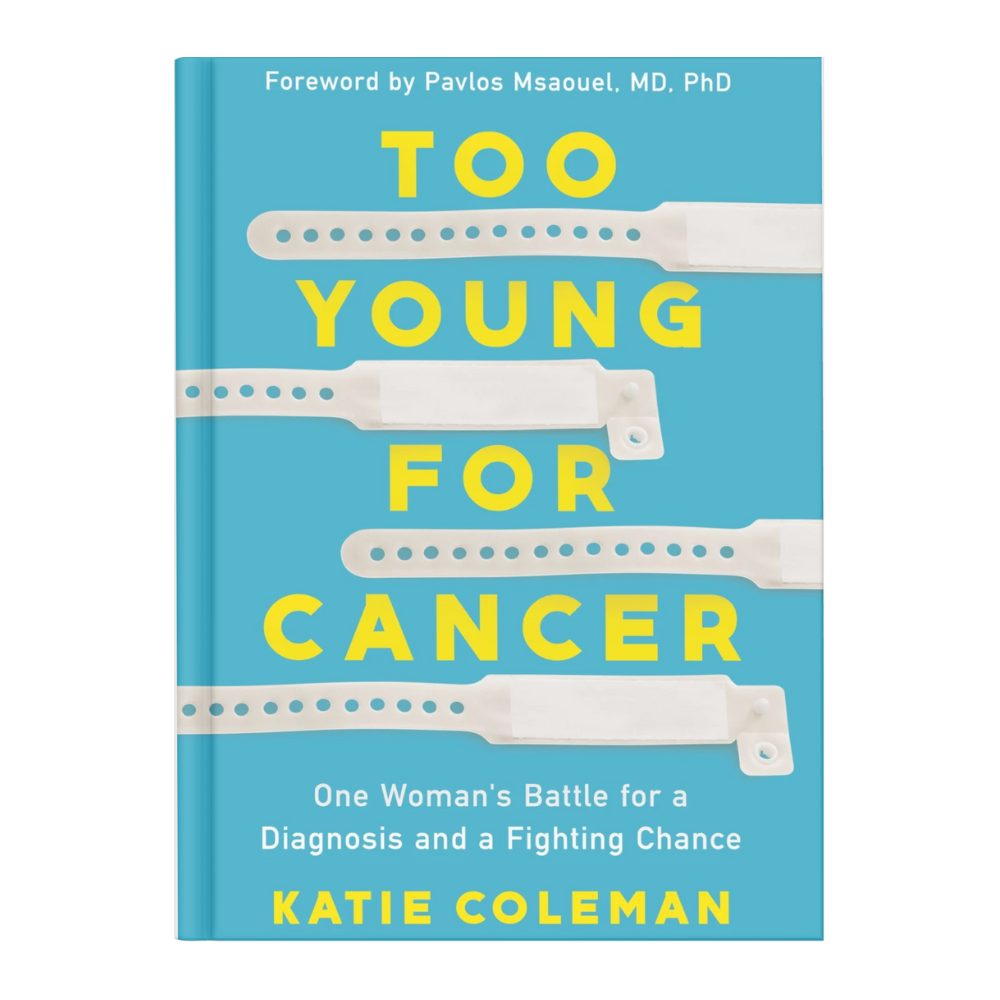 Foreword by Pavlos Msaouel, MD, PhD
TOO
YOUNG
FOR
CANCER
One Woman's Battle for a
Diagnosis and a Fighting Chance
KATIE COLEMAN